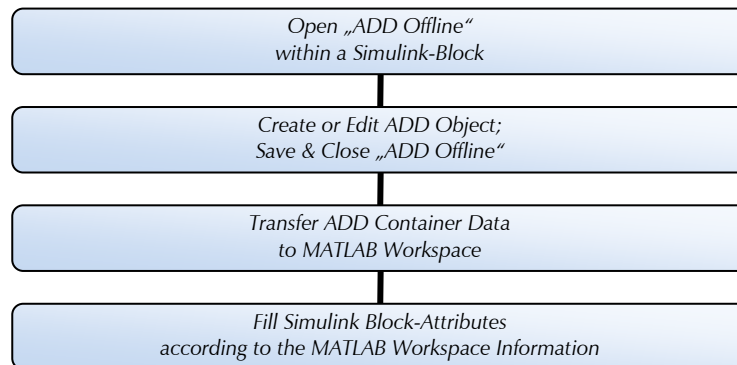 Open „ADD Offline“
within a Simulink-Block
Create or Edit ADD Object;
Save & Close „ADD Offline“
Transfer ADD Container Data
to MATLAB Workspace
Fill Simulink Block-Attributes
according to the MATLAB Workspace Information